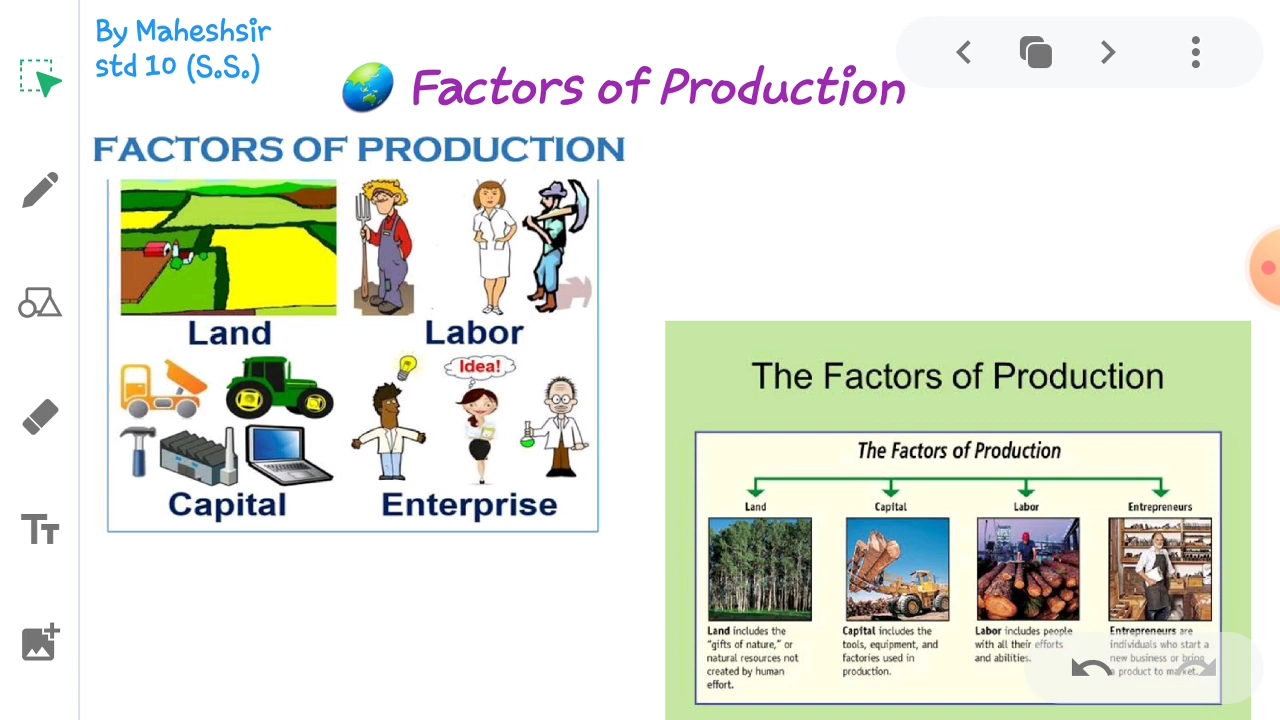 By Maheshsir
std 10 (S.S.)
Factors of Production
FACTORS OF PRODUCTION
Land
Labor
Idea!
Capital
Enterprise
The Factors of Production
The Factors of Production
Land
Capital
Labor
Entrepreneurs
Land includes the
"gifts of nature," or
natural resources not
created by human
effort.
Capital includes the
tools, equipment, and
factories used in
production.
Labor includes people
with all their efforts
and abilities.
Entrepreneurs are
individuals who start a
new business or bring
a product to market.
TT